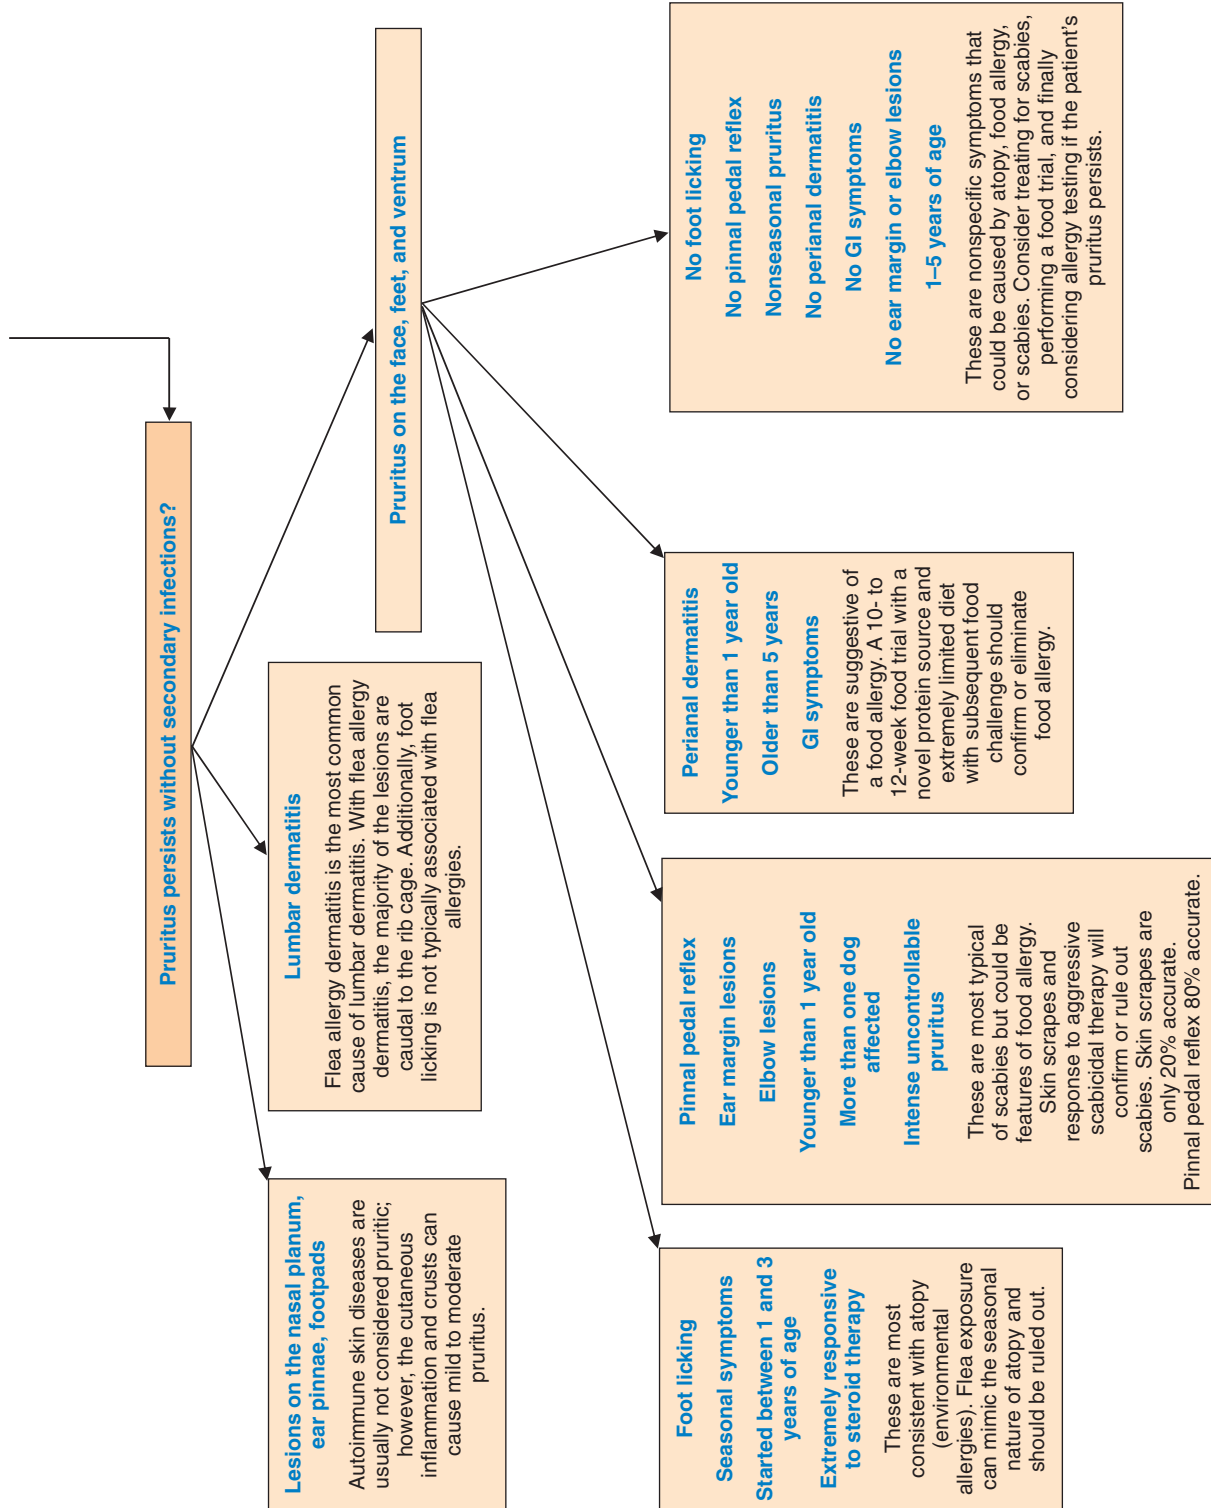 Pruritus persists without secondary infections?
Lesions on the nasal planum,
ear pinnae, footpads
Autoimmune skin diseases are
usually not considered pruritic;
however, the cutaneous
inflammation and crusts can
cause mild to moderate
pruritus.
Lumbar dermatitis
Flea allergy dermatitis is the most common
cause of lumbar dermatitis. With flea allergy
dermatitis, the majority of the lesions are
caudal to the rib cage. Additionally, foot
licking is not typically associated with flea
allergies.
Pruritus on the face, feet, and ventrum
Foot licking
Seasonal symptoms
Started between 1 and 3
years of age
Extremely responsive
to steroid therapy
These are most
consistent with atopy
(environmental
allergies). Flea exposure
can mimic the seasonal
nature of atopy and
should be ruled out.
Pinnal pedal reflex
Ear margin lesions
Elbow lesions
Younger than 1 year old
More than one dog
affected
Intense uncontrollable
pruritus
These are most typical
of scabies but could be
features of food allergy.
Skin scrapes and
response to aggressive
scabicidal therapy will
confirm or rule out
scabies. Skin scrapes are
only 20% accurate.
Pinnal pedal reflex 80% accurate.
Perianal dermatitis
Younger than 1 year old
Older than 5 years
GI symptoms
These are suggestive of
a food allergy. A 10- to
12-week food trial with a
novel protein source and
extremely limited diet
with subsequent food
challenge should
confirm or eliminate
food allergy.
No foot licking
No pinnal pedal reflex
Nonseasonal pruritus
No perianal dermatitis
No GI symptoms
No ear margin or elbow lesions
1–5 years of age
These are nonspecific symptoms that
could be caused by atopy, food allergy,
or scabies. Consider treating for scabies,
performing a food trial, and finally
considering allergy testing if the patient's
pruritus persists.